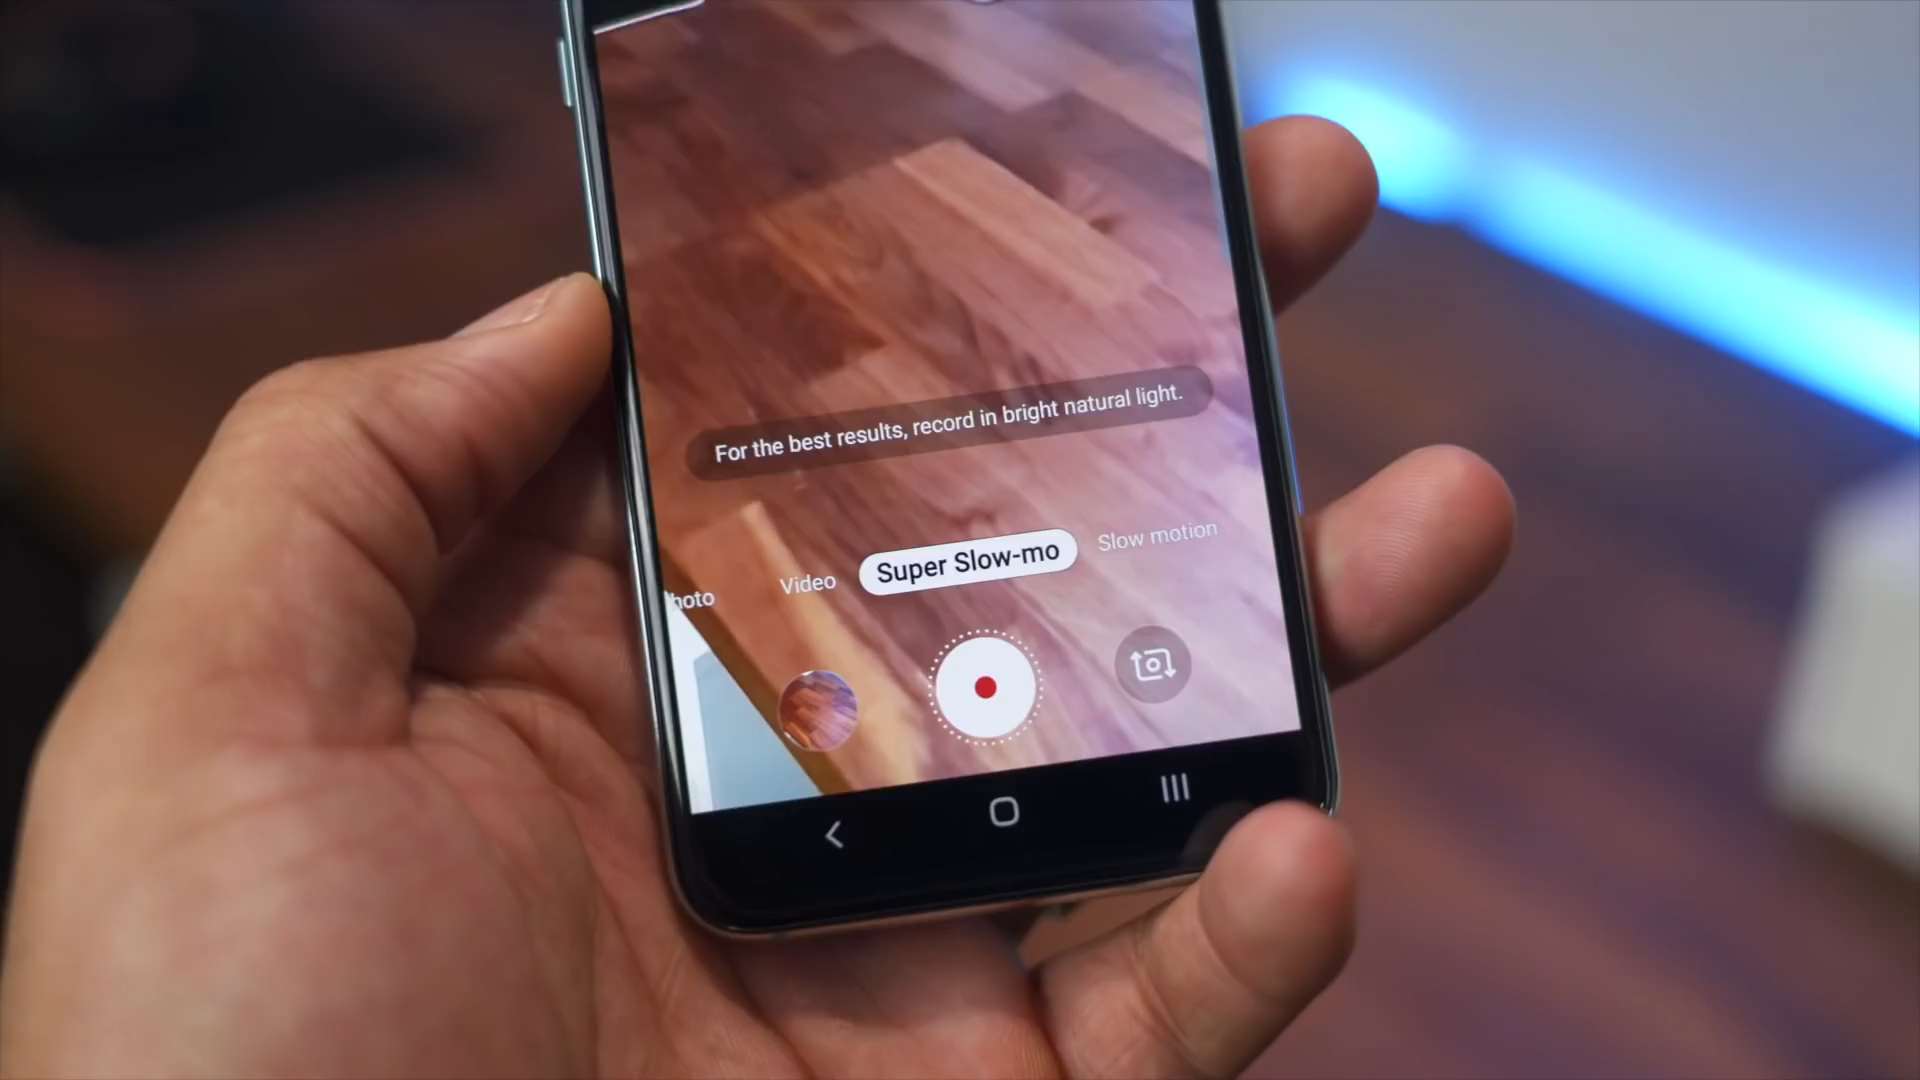 For the best results, record in bright natural light.
hoto
Video
Super Slow-mo
Slow motion